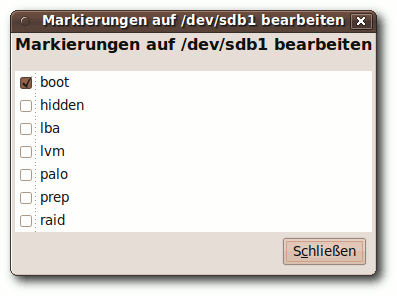 Markierungen auf /dev/sdb1 bearbeiten
Markierungen auf /dev/sdb1 bearbeiten
boot
hidden
lba
lvm
palo
prep
raid
Schließen